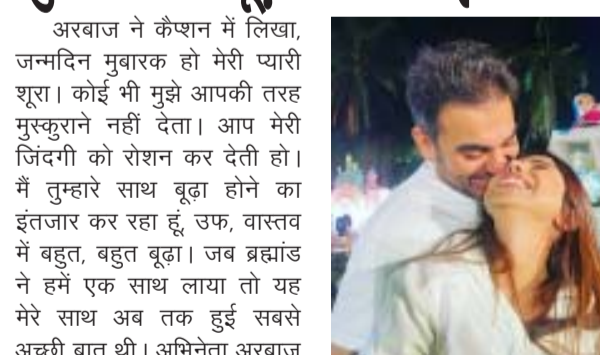 अरबाज ने कैप्शन में लिखा,
जन्मदिन मुबारक हो मेरी प्यारी
शूरा। कोई भी मुझे आपकी तरह
मुस्कुराने नहीं देता। आप मेरी
जिंदगी को रोशन कर देती हो।
मैं तुम्हारे साथ बूढ़ा होने का
इंतजार कर रहा हूं, उफ, वास्तव
में बहुत, बहुत बूढ़ा। जब ब्रह्मांड
ने हमें एक साथ लाया तो यह
मेरे साथ अब तक हुई सबसे
अच्छी बात थी। अभिनेता अरबाज